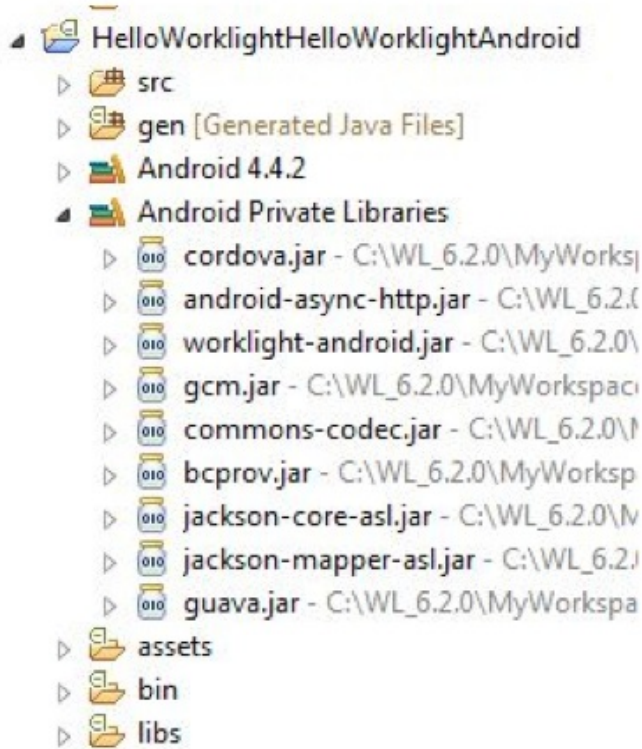 HelloWorklightHelloWorklightAndroid
src
gen [Generated Java Files]
Android 4.4.2
Android Private Libraries
cordova.jar - C:\WL_6.2.0\MyWorks
android-async-http.jar - C:\WL_6.2.
worklight-android.jar - C:\WL_6.2.0\
gcm.jar - C:\WL_6.2.0\MyWorkspac
commons-codec.jar - C:\WL_6.2.0\
bcprov.jar - C:\WL_6.2.0\MyWorksp
jackson-core-asl.jar - C:\WL_6.2.0\M
jackson-mapper-asl.jar - C:\WL_6.2.
guava.jar - C:\WL_6.2.0\MyWorkspa
assets
bin
libs